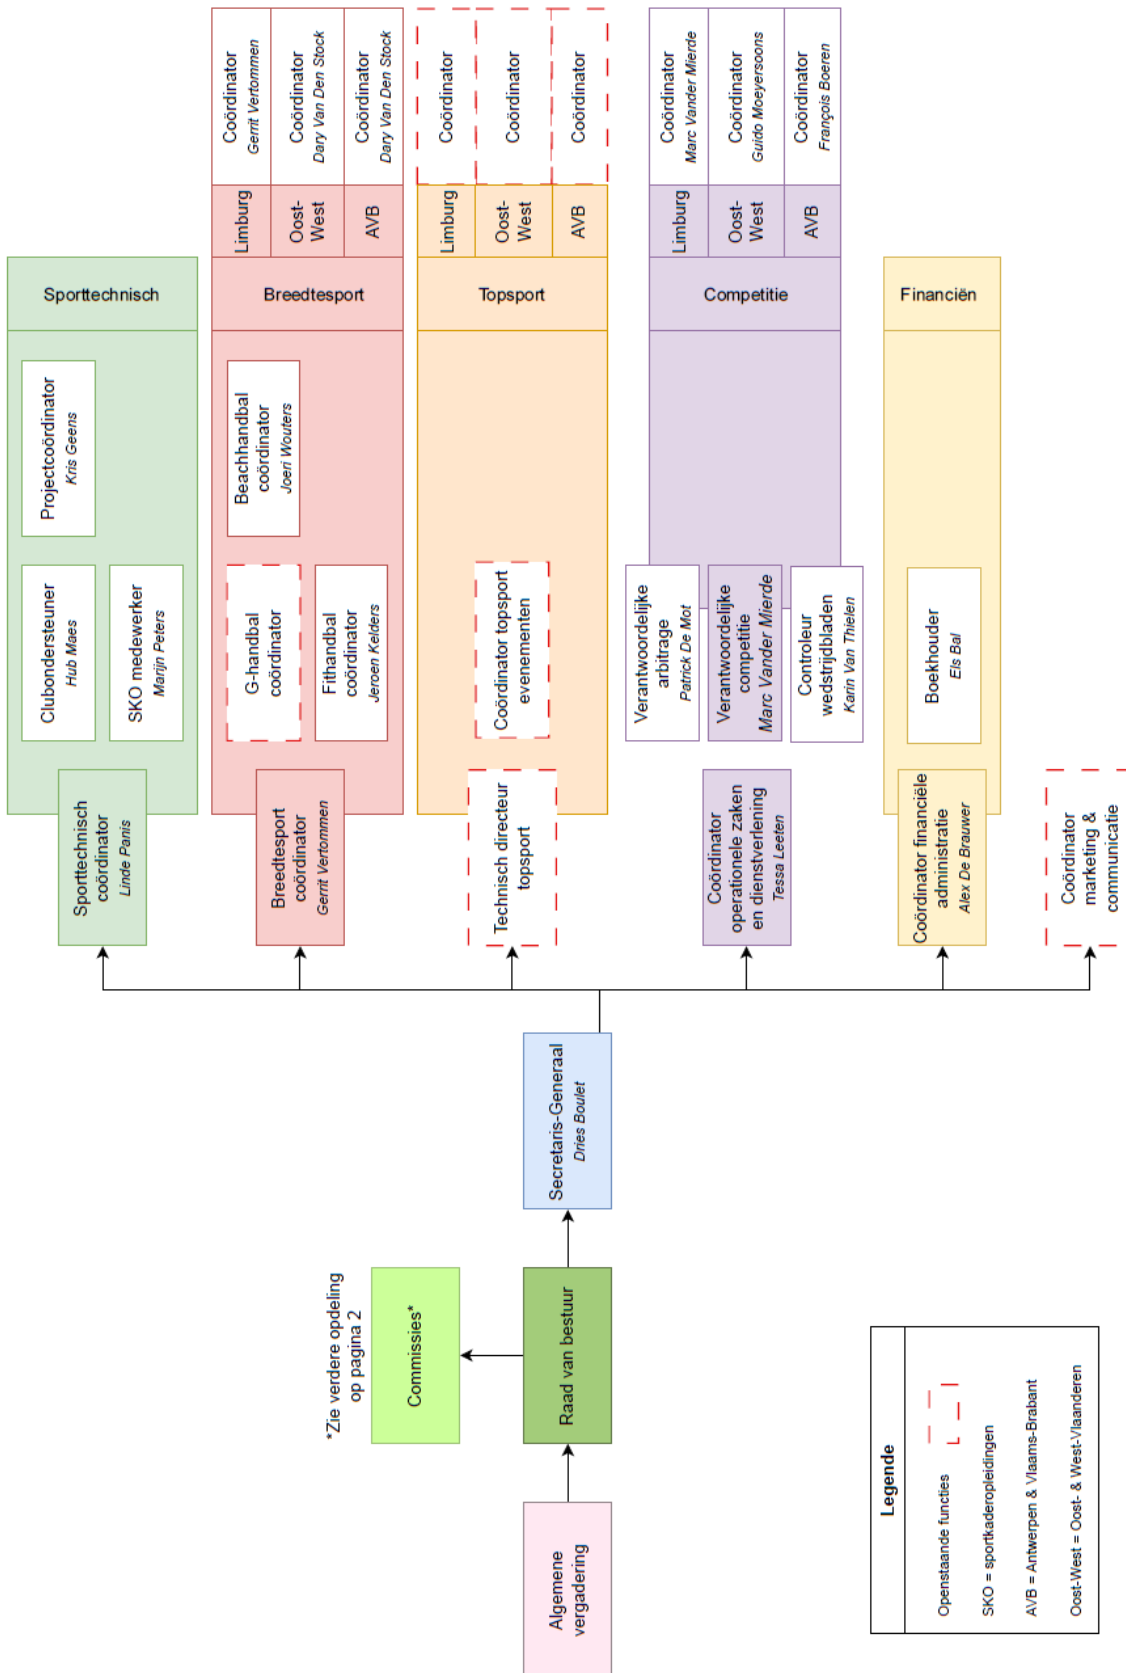 Algemene
vergadering
Raad van bestuur
Commissies*
*Zie verdere opdeling
op pagina 2
Secretaris-Generaal
Dries Boulet
Sporttechnisch
coördinator
Linde Panis
Clubondersteuner
Hub Maes
SKO medewerker
Marijn Peters
Projectcoördinator
Kris Geens
Sporttechnisch
Breedtesport
coördinator
Gerrit Vertommen
G-handbal
coördinator
Fithandbal
coördinator
Jeroen Kelders
Beachhandbal
coördinator
Joeri Wouters
Breedtesport
Limburg
Coördinator
Gerrit Vertommen
Oost-
West
Coördinator
Dary Van Den Stock
AVB
Coördinator
Dary Van Den Stock
Technisch directeur
topsport
Coördinator topsport
evenementen
Topsport
Limburg
Coördinator
Oost-
West
Coördinator
AVB
Coördinator
Coördinator
operationele zaken
en dienstverlening
Tessa Leeten
Verantwoordelijke
arbitrage
Patrick De Mot
Verantwoordelijke
competitie
Marc Vander Mierde
Controleur
wedstrijdbladen
Karin Van Thielen
Competitie
Limburg
Coördinator
Marc Vander Mierde
Oost-
West
Coördinator
Guido Moeyersoons
AVB
Coördinator
François Boeren
Coördinator financiële
administratie
Alex De Brauwer
Boekhouder
Els Bal
Financiën
Coördinator
marketing &
communicatie
Legende
Openstaande functies
SKO = sportkaderopleidingen
AVB = Antwerpen & Vlaams-Brabant
Oost-West = Oost- & West-Vlaanderen